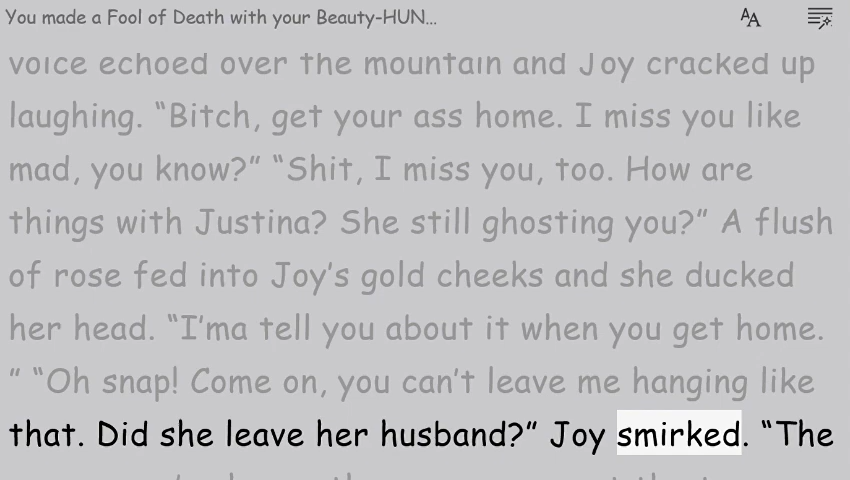 You made a Fool of Death with your Beauty-HUN...
voice echoed over the mountain and Joy cracked up
laughing. “Bitch, get your ass home. I miss you like
mad, you know?” “Shit, I miss you, too. How are
things with Justina? She still ghosting you?” A flush
of rose fed into Joy’s gold cheeks and she ducked
her head. “I’ma tell you about it when you get home.
” “Oh snap! Come on, you can’t leave me hanging like
that. Did she leave her husband?” Joy smirked. “The